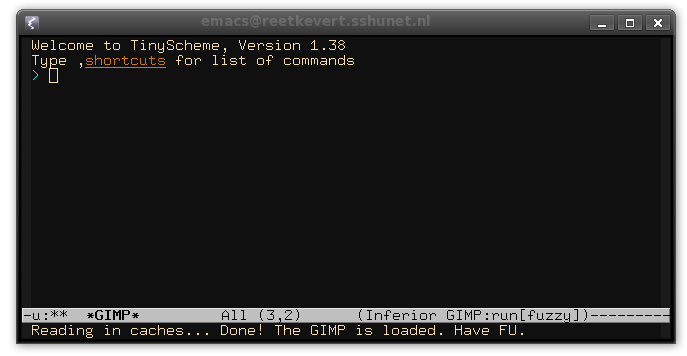 emacs@reetkevert.sshunet.nl
Welcome to TinyScheme, Version 1.38
Type ,shortcuts for list of commands
>
-u:**  *GIMP*         All (3,2)      (Inferior GIMP:run[fuzzy])---------
Reading in caches... Done! The GIMP is loaded. Have FU.